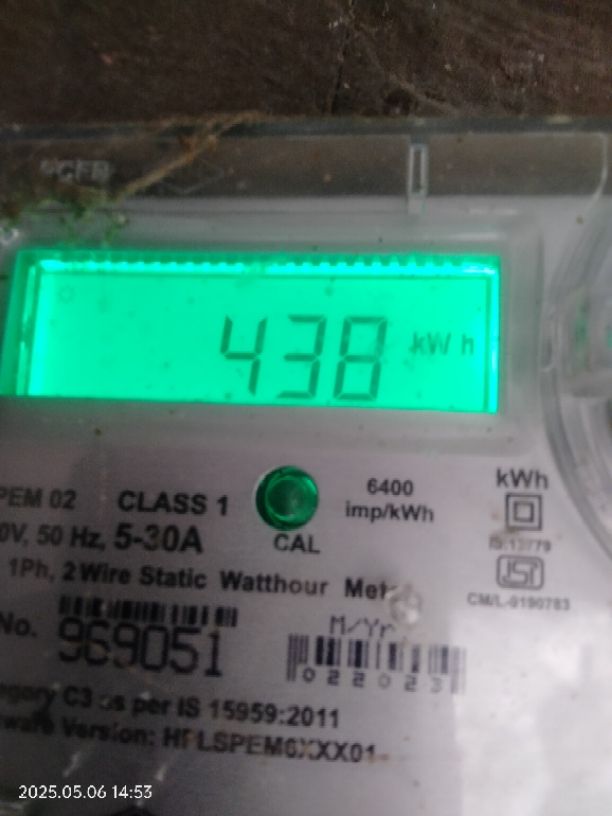 438 kWh
PEM 02 CLASS 1
6400
imp/kWh
kWh
0V, 50 Hz, 5-30A
CAL
1Ph, 2 Wire Static Watthour
No. 969051
M/Yr
022023
C3 as per IS 15959:2011
Version:
CM/L-0190783
2025.05.06 14:53